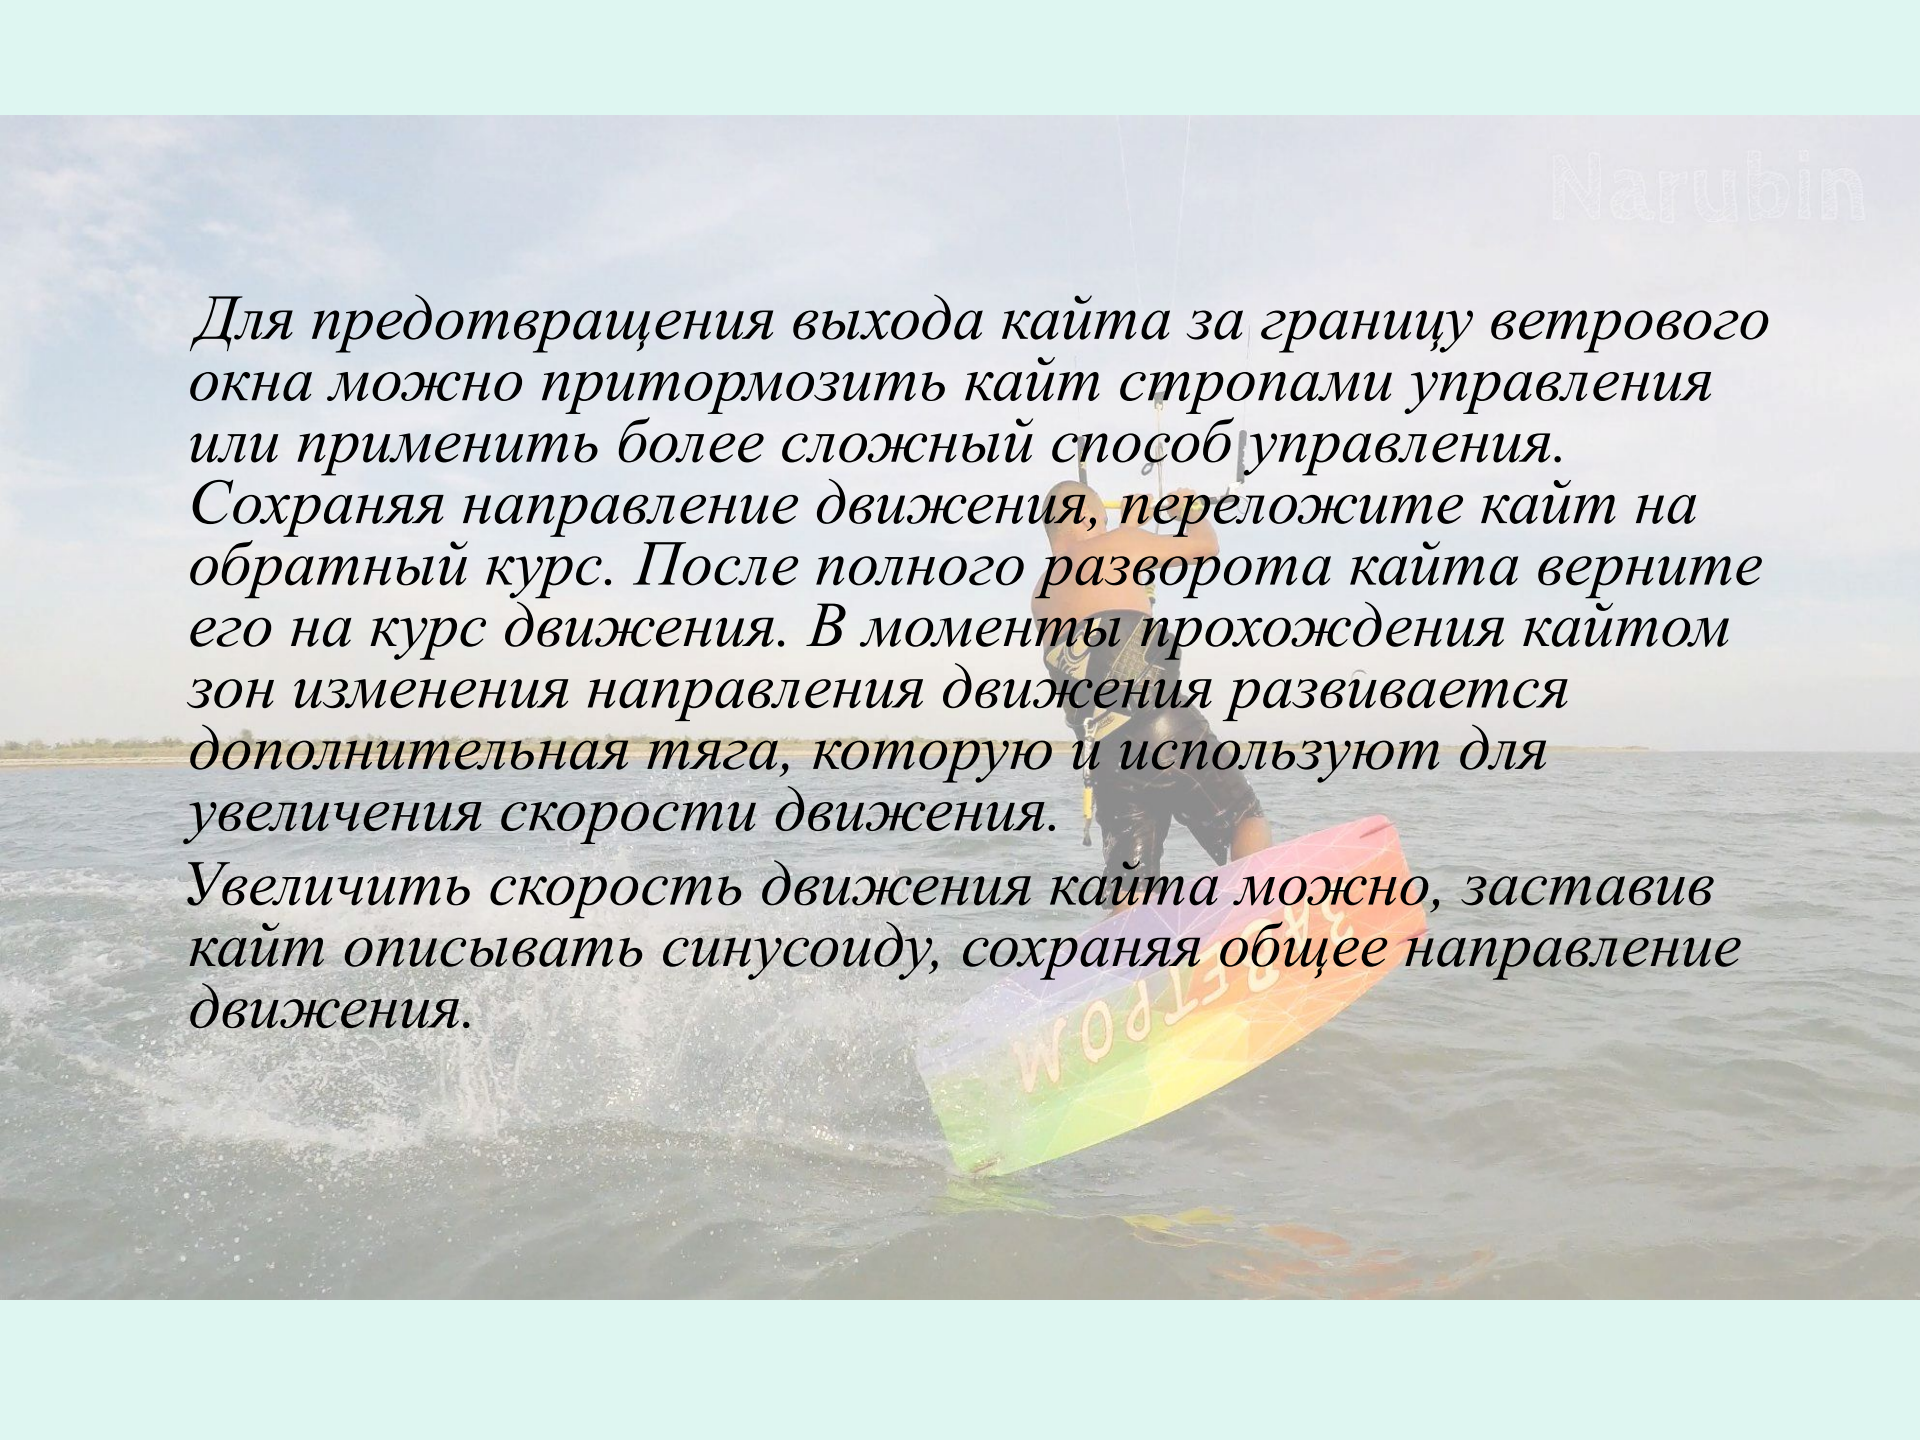 Narubin
Для предотвращения выхода кайта за границу ветрового
окна можно притормозить кайт стропами управления
или применить более сложный способ управления.
Сохраняя направление движения, переложите кайт на
обратный курс. После полного разворота кайта верните
его на курс движения. В моменты прохождения кайтом
зон изменения направления движения развивается
дополнительная тяга, которую и используют для
увеличения скорости движения.
Увеличить скорость движения кайта можно, заставив
кайт описывать синусоиду, сохраняя общее направление
движения.
ЗА ВЕТРОМ